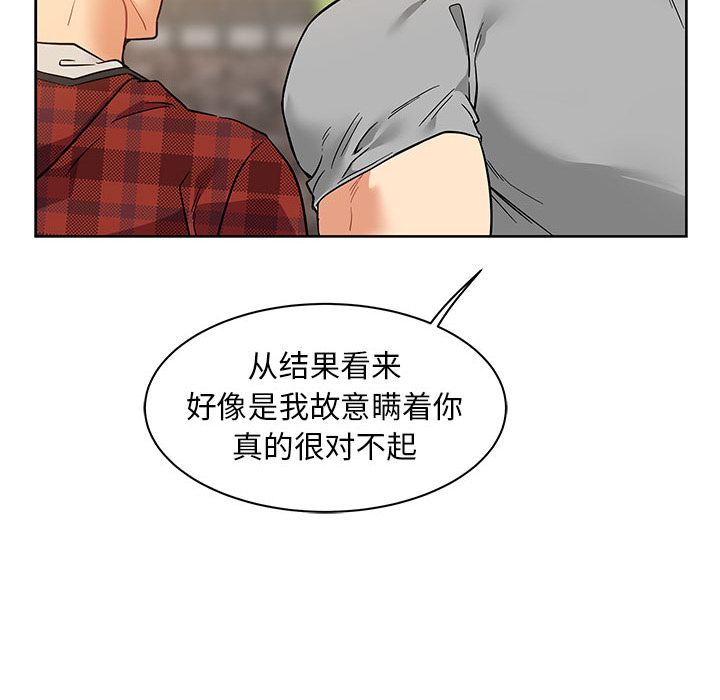 从结果看来
好像是我故意瞒着你
真的很对不起